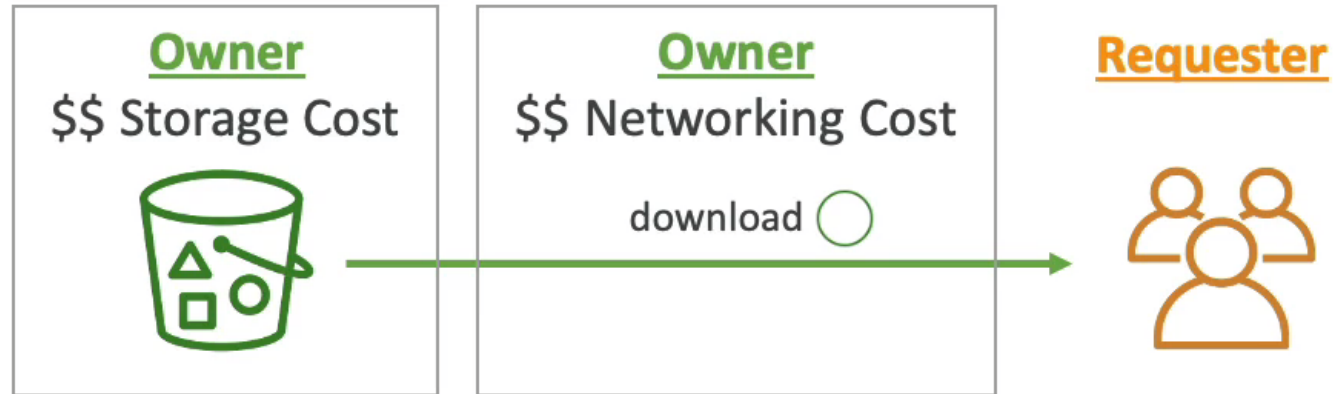 Owner
$$ Storage Cost
Owner
$$ Networking Cost
download
Requester